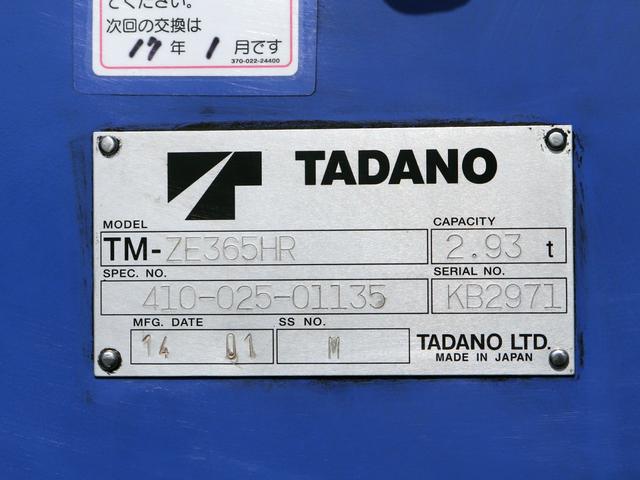 てください。
次回の交換は
17年 1月です
370-022-24400
TADANO
MODEL
TM-ZE365HR
CAPACITY
2.93 t
SPEC. NO.
410-025-01135
SERIAL NO.
KB2971
MFG. DATE
14 01
SS NO.
M
TADANO LTD.
MADE IN JAPAN